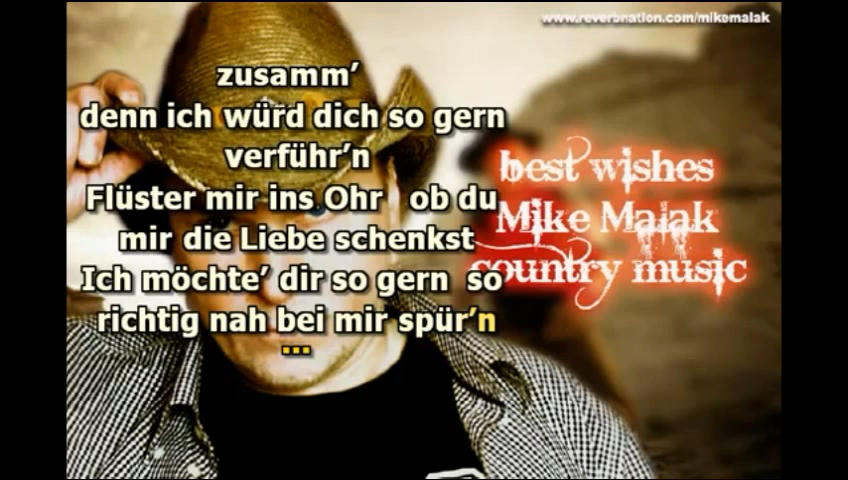 www.reverbnation.com/mikemalak
zusamm’
denn ich würd dich so gern
verführ’n
Flüster mir ins Ohr ob du
mir die Liebe schenkst
Ich möchte’ dir so gern so
richtig nah bei mir spür’n
...
best wishes
Mike Malak
country music